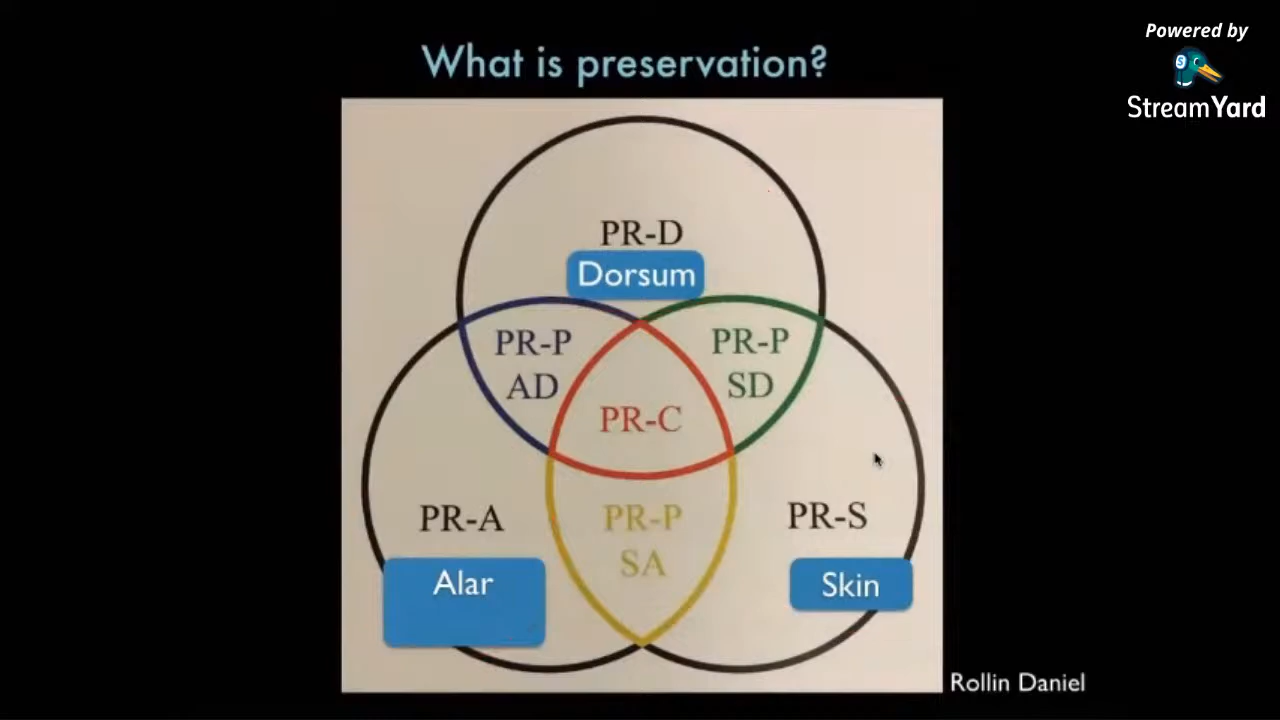 What is preservation?
Powered by
StreamYard
PR-D
Dorsum
PR-P
AD
PR-P
SD
PR-C
PR-A
PR-P
SA
PR-S
Alar
Skin
Rollin Daniel